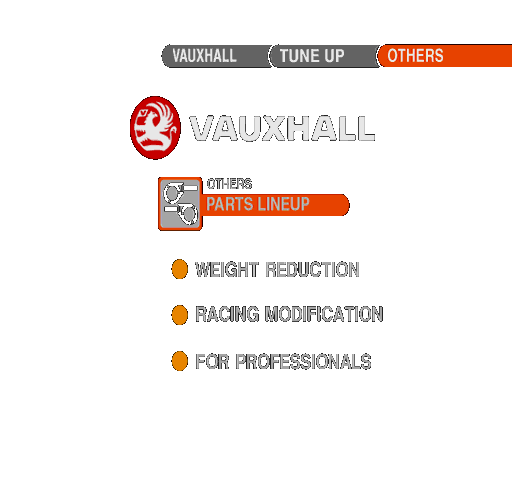 VAUXHALL TUNE UP OTHERS
VAUXHALL
OTHERS
PARTS LINEUP
WEIGHT REDUCTION
RACING MODIFICATION
FOR PROFESSIONALS